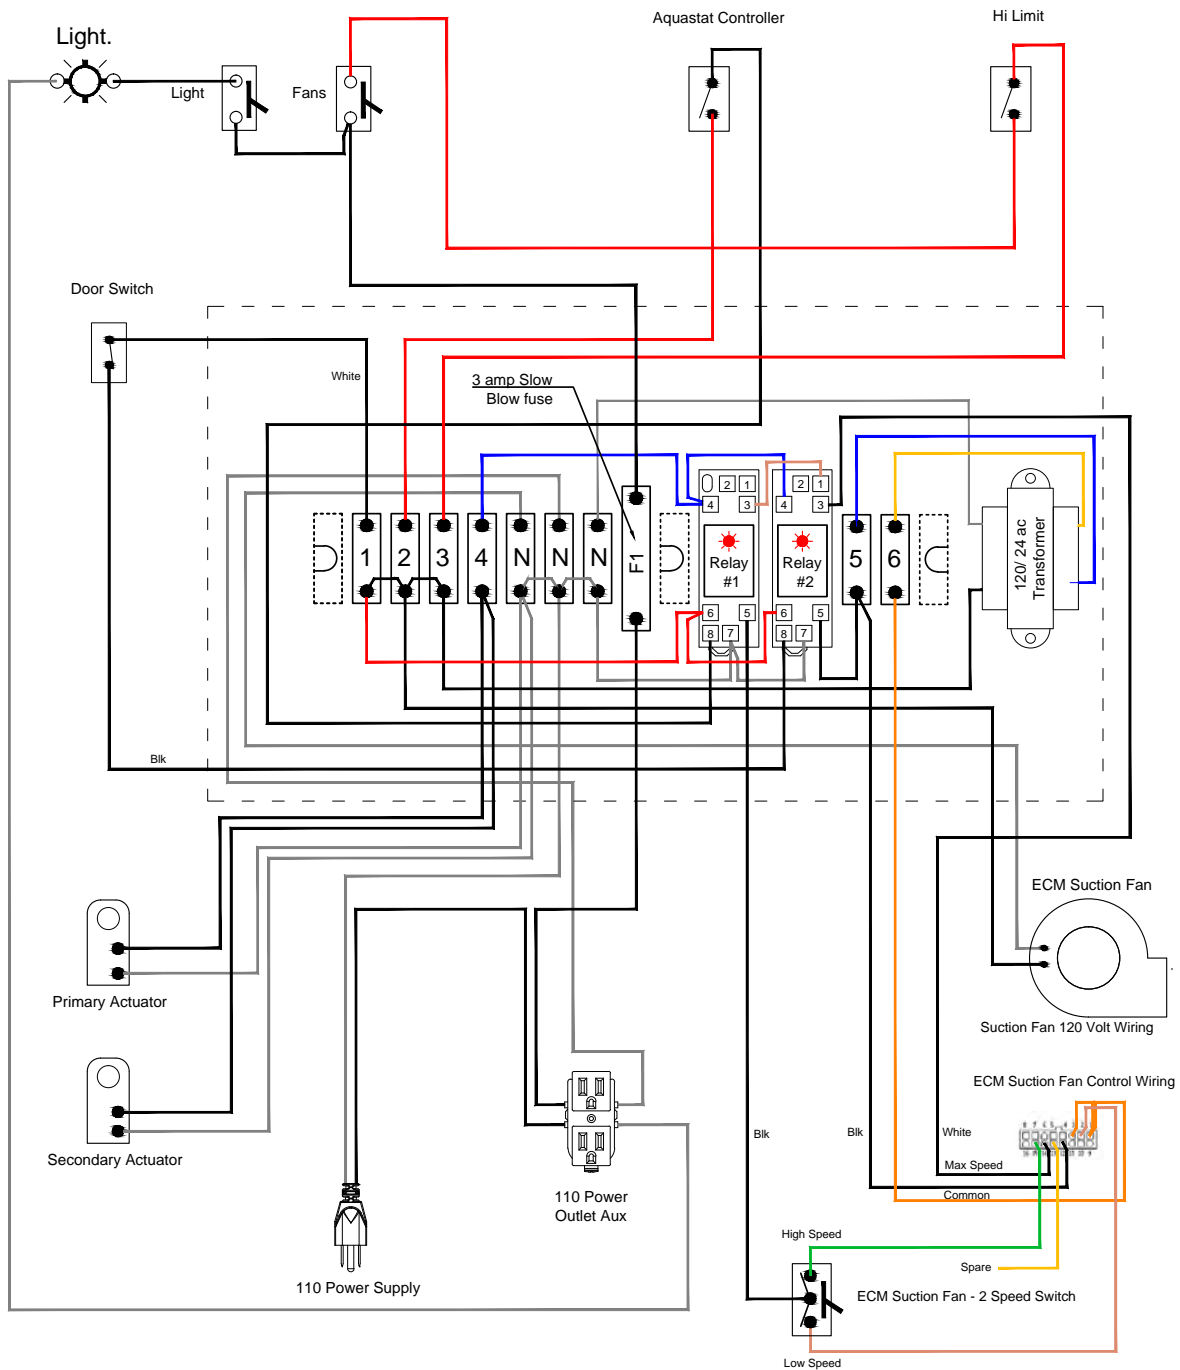 Aquastat Controller
Hi Limit
Light.
Light
Fans
Door Switch
White
3 amp Slow
Blow fuse
2 1
2 1
4 3
4 3
1 2 3 4 N N N F1
Relay
#1
Relay
#2
5 6
120/ 24 ac
Transformer
6 5
6 5
8 7
8 7
Blk
ECM Suction Fan
Primary Actuator
Suction Fan 120 Volt Wiring
ECM Suction Fan Control Wiring
Blk
Blk
White
Secondary Actuator
Max Speed
110 Power
Outlet Aux
Common
High Speed
Spare
110 Power Supply
ECM Suction Fan - 2 Speed Switch
Low Speed